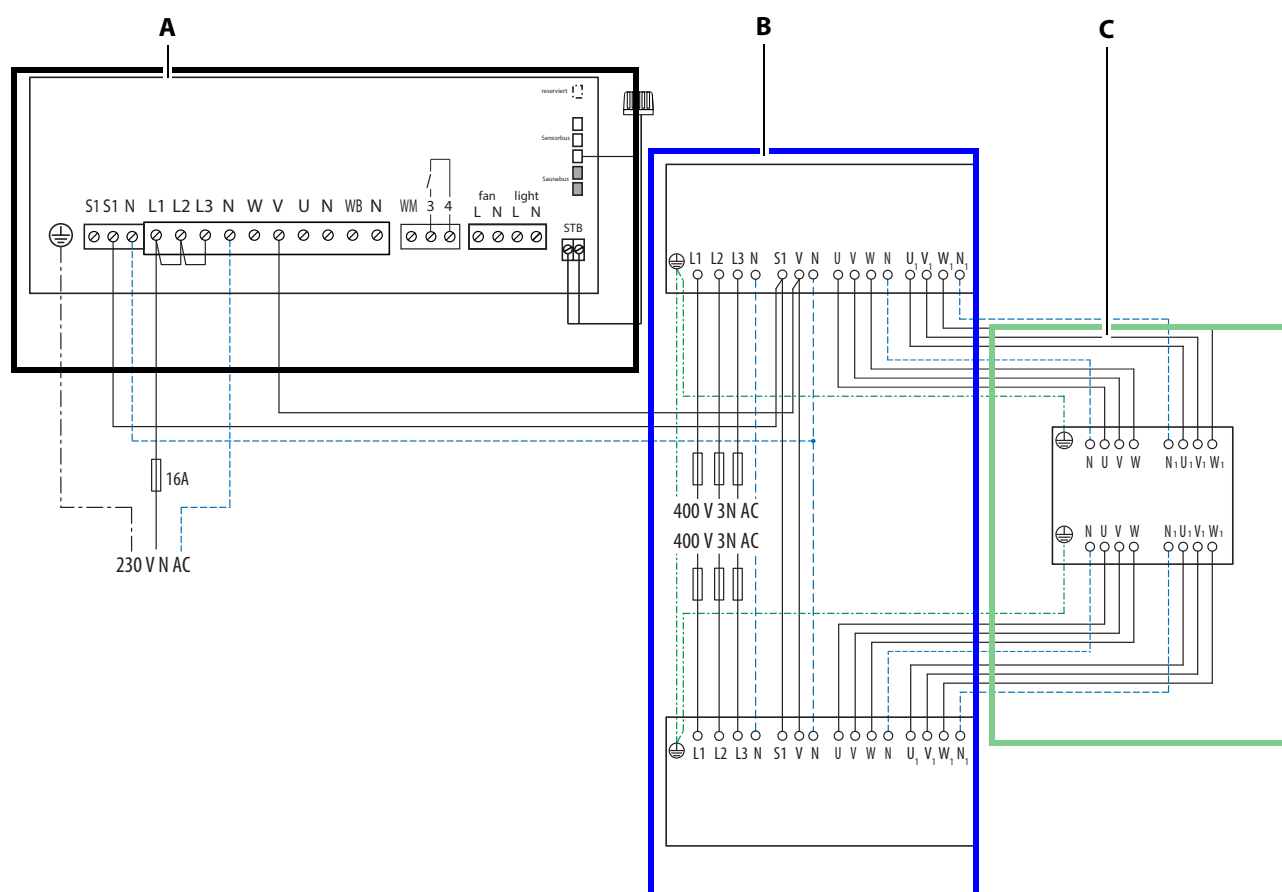 A
B
C
reserviert
Sensorbus
Saunabus
fan light
S1 S1 N L1 L2 L3 N W V U N WB N WM 3 4 L N L N
STB
L1 L2 L3 N S1 V N U V W N U₁ V₁ W₁ N₁
16A
230 V N AC
400 V 3N AC
400 V 3N AC
N U V W N₁ U₁ V₁ W₁
N U V W N₁ U₁ V₁ W₁
L1 L2 L3 N S1 V N U V W N U₁ V₁ W₁ N₁